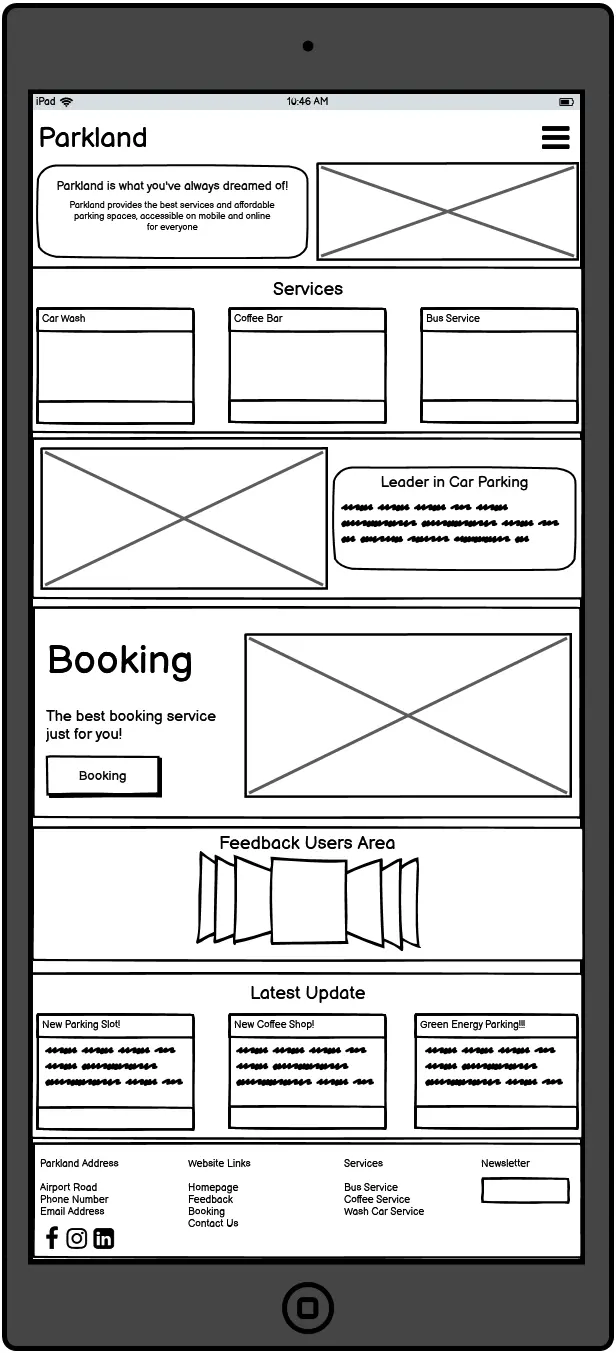 iPad
10:46 AM
Parkland
Parkland is what you've always dreamed of!
Parkland provides the best services and affordable
parking spaces, accessible on mobile and online
for everyone
Services
Car Wash
Coffee Bar
Bus Service
Leader in Car Parking
Booking
The best booking service
just for you!
Booking
Feedback Users Area
Latest Update
New Parking Slot!
New Coffee Shop!
Green Energy Parking!!!
Parkland Address
Airport Road
Phone Number
Email Address
Website Links
Homepage
Feedback
Booking
Contact Us
Services
Bus Service
Coffee Service
Wash Car Service
Newsletter